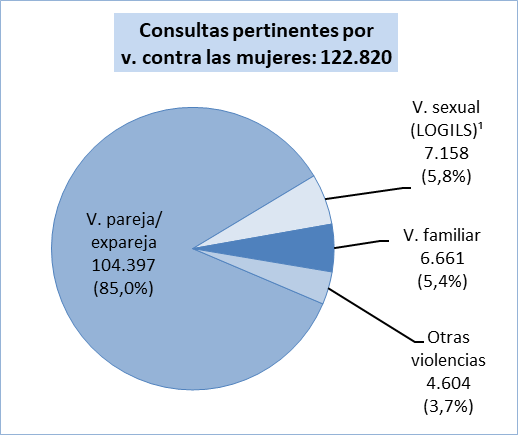 Consultas pertinentes por
v. contra las mujeres: 122.820
V. sexual
(LOGILS)¹
7.158
(5,8%)
V. pareja/
expareja
104.397
(85,0%)
V. familiar
6.661
(5,4%)
Otras
violencias
4.604
(3,7%)